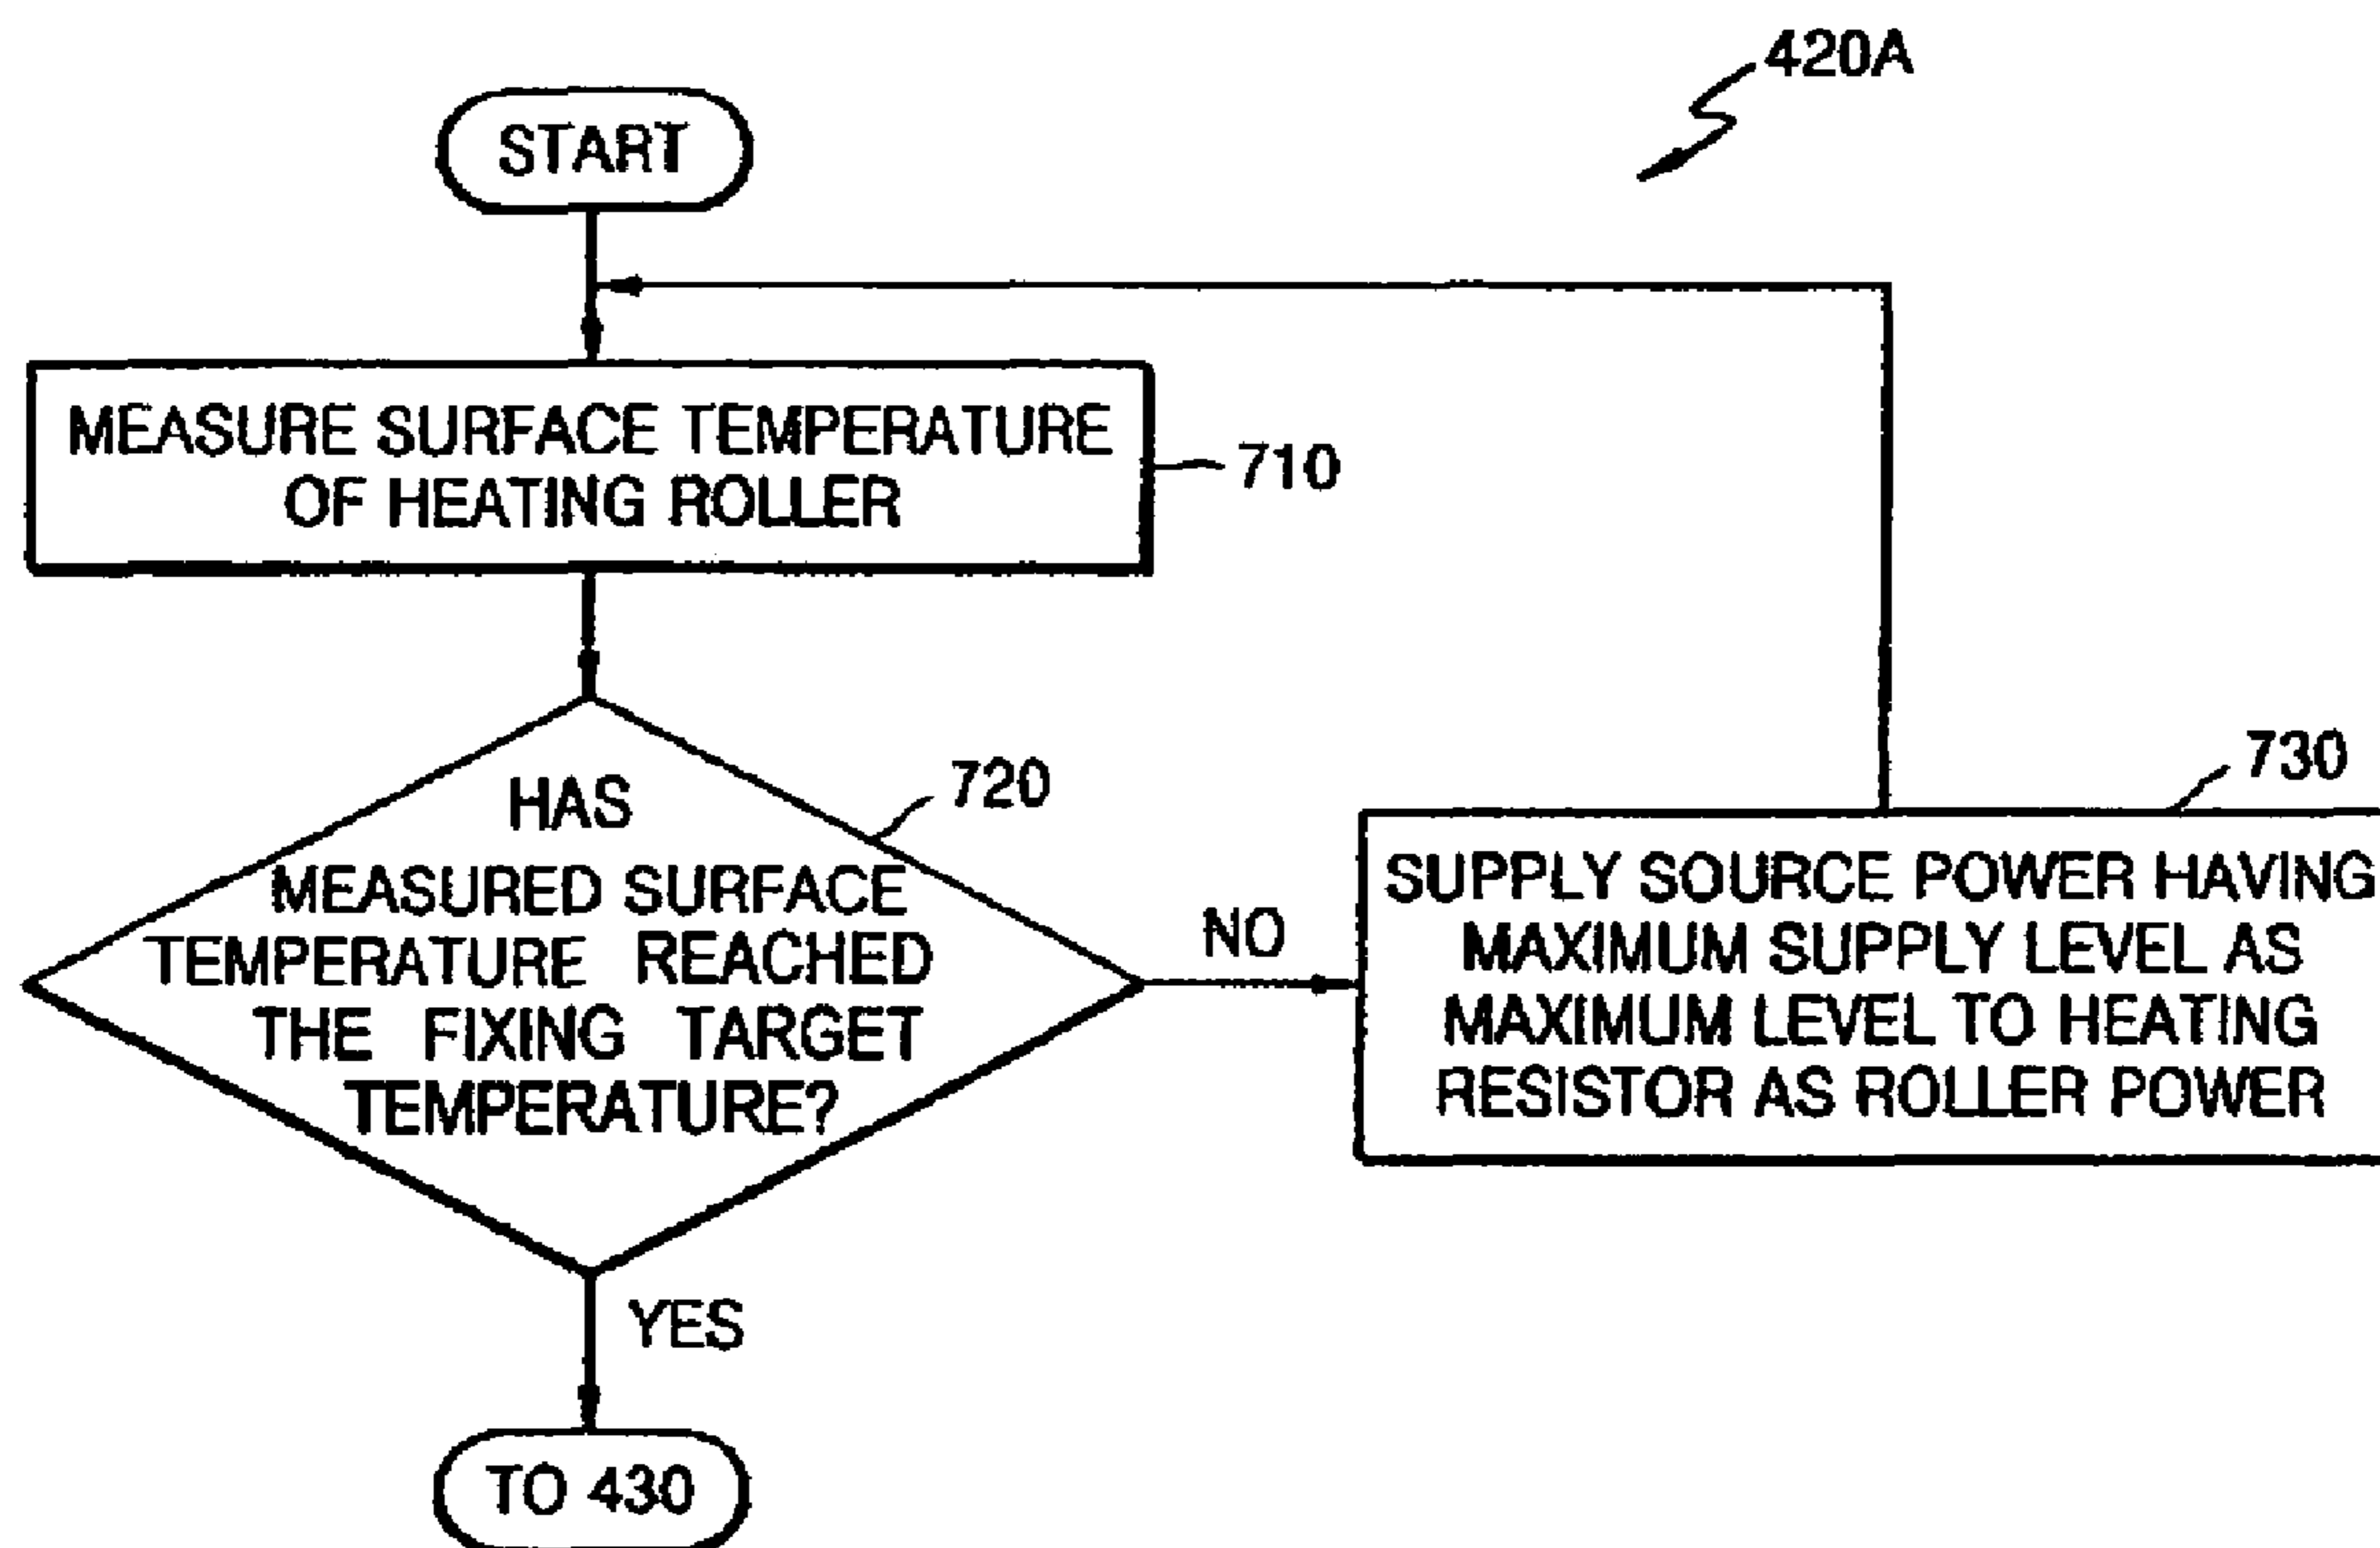 420A
START
MEASURE SURFACE TEMPERATURE
OF HEATING ROLLER
710
HAS
MEASURED SURFACE
TEMPERATURE REACHED
THE FIXING TARGET
TEMPERATURE?
720
NO
730
SUPPLY SOURCE POWER HAVING
MAXIMUM SUPPLY LEVEL AS
MAXIMUM LEVEL TO HEATING
RESISTOR AS ROLLER POWER
YES
TO 430